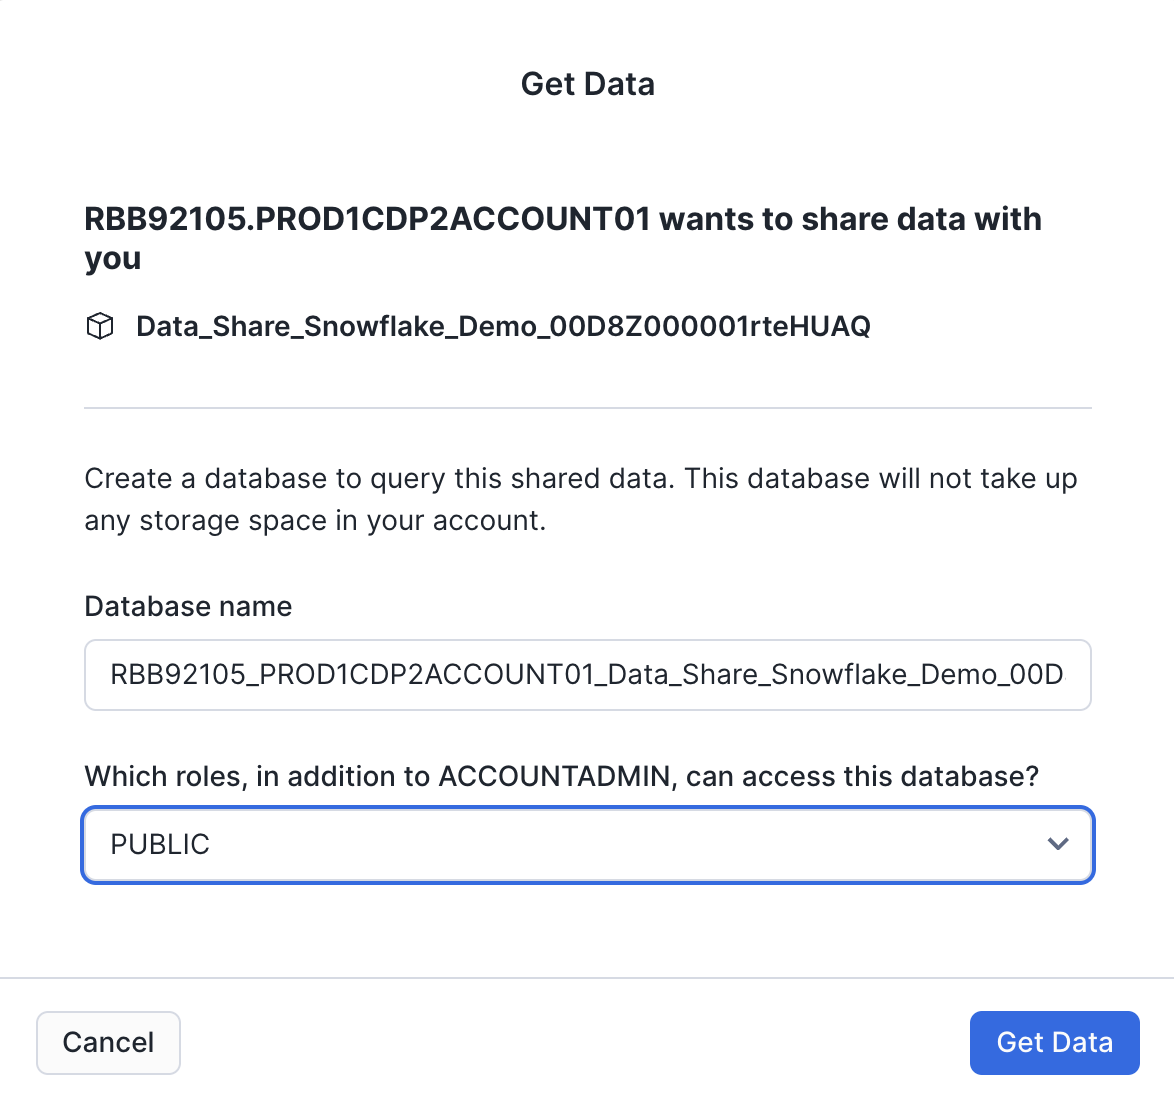 Get Data
RBB92105.PROD1CDP2ACCOUNT01 wants to share data with
you
Data_Share_Snowflake_Demo_00D8Z000001rteHUAQ
Create a database to query this shared data. This database will not take up
any storage space in your account.
Database name
RBB92105_PROD1CDP2ACCOUNT01_Data_Share_Snowflake_Demo_00D
Which roles, in addition to ACCOUNTADMIN, can access this database?
PUBLIC
Cancel
Get Data